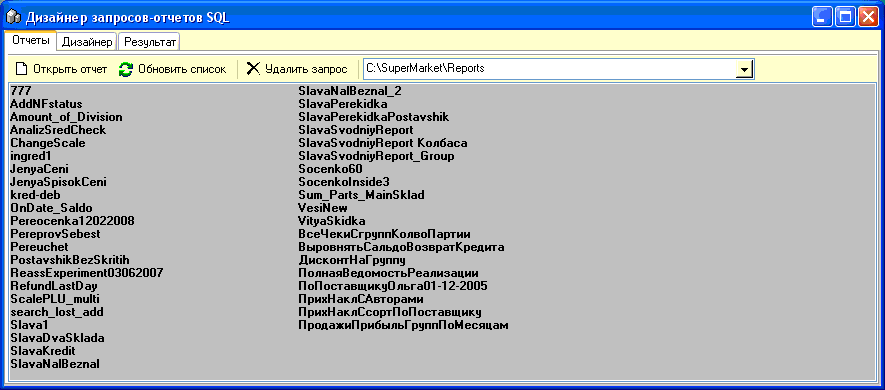 Дизайнер запросов-отчетов SQL
Отчеты Дизайнер Результат
Открыть отчет Обновить список Удалить запрос C:\SuperMarket\Reports
777
AddNFstatus
Amount_of_Division
AnalizSredCheck
ChangeScale
ingred1
JenyaCeni
JenyaSpisokCeni
kred-deb
OnDate_Saldo
Pereocenka12022008
PereprovSebest
Pereuchet
PostavshikBezSkritih
ReassExperiment03062007
RefundLastDay
ScalePLU_multi
search_lost_add
Slava1
SlavaDvaSklada
SlavaKredit
SlavaNalBeznal
SlavaNalBeznal_2
SlavaPerekidka
SlavaPerekidkaPostavshik
SlavaSvodniyReport
SlavaSvodniyReport Колбаса
SlavaSvodniyReport_Group
Socenko60
SocenkoInside3
Sum_Parts_MainSklad
VesiNew
VityaSkidka
ВсеЧекиСгруппКолвоПартии
ВыровнятьСальдоВозвратКредита
ДисконтНаГруппу
ПолнаяВедомостьРеализации
ПоПоставщикуОльга01-12-2005
ПрихНаклСАвторами
ПрихНаклСсортПоПоставщику
ПродажиПрибыльГруппПоМесяцам